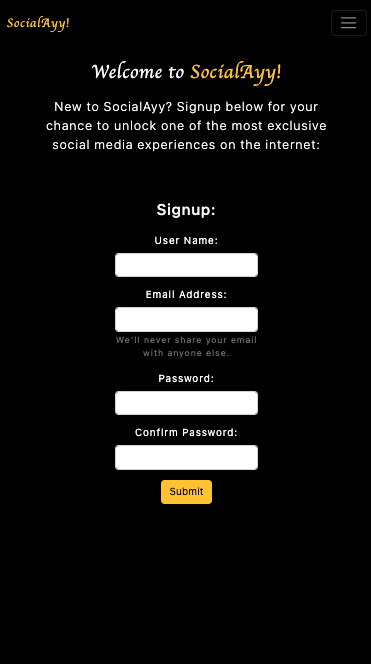 SocialAyy!
Welcome to SocialAyy!
New to SocialAyy? Signup below for your
chance to unlock one of the most exclusive
social media experiences on the internet:
Signup:
User Name:
Email Address:
We'll never share your email
with anyone else.
Password:
Confirm Password:
Submit